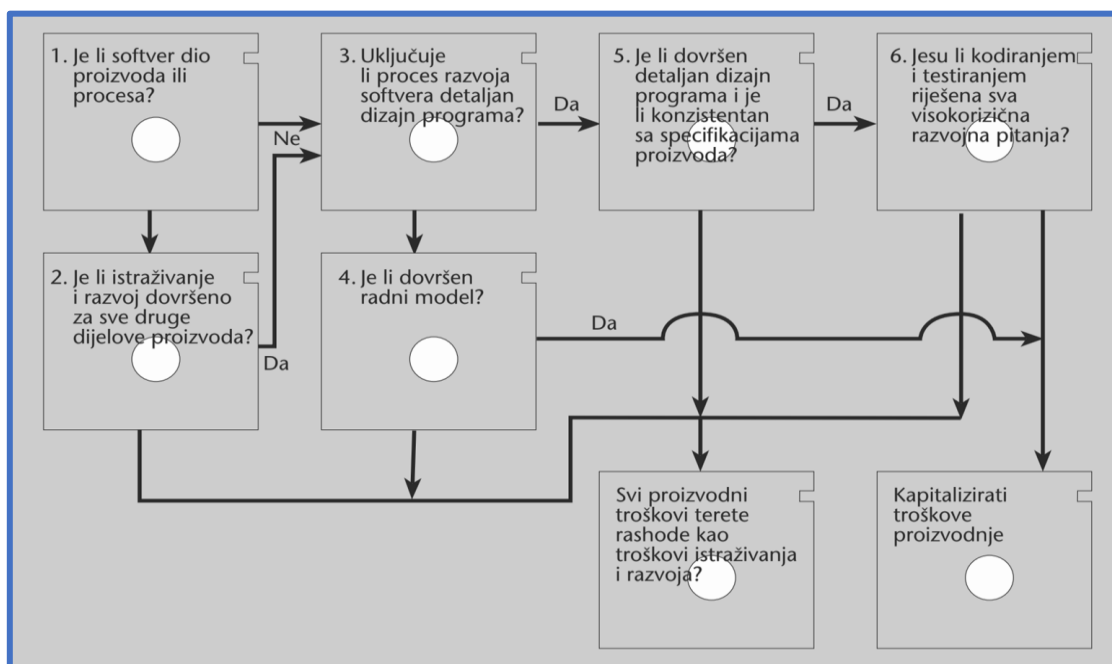 1. Je li softver dio
proizvoda ili
procesa?
Ne
3. Uključuje
li proces razvoja
softvera detaljan
dizajn programa?
Da
5. Je li dovršen
detaljan dizajn
programa i je
li konzistentan
sa specifikacijama
proizvoda?
Da
6. Jesu li kodiranjem
i testiranjem
riješena sva
visokorizična
razvojna pitanja?
2. Je li istraživanje
i razvoj dovršeno
za sve druge
dijelove proizvoda?
Da
4. Je li dovršen
radni model?
Da
Svi proizvodni
troškovi terete
rashode kao
troškovi istraživanja
i razvoja?
Kapitalizirati
troškove
proizvodnje